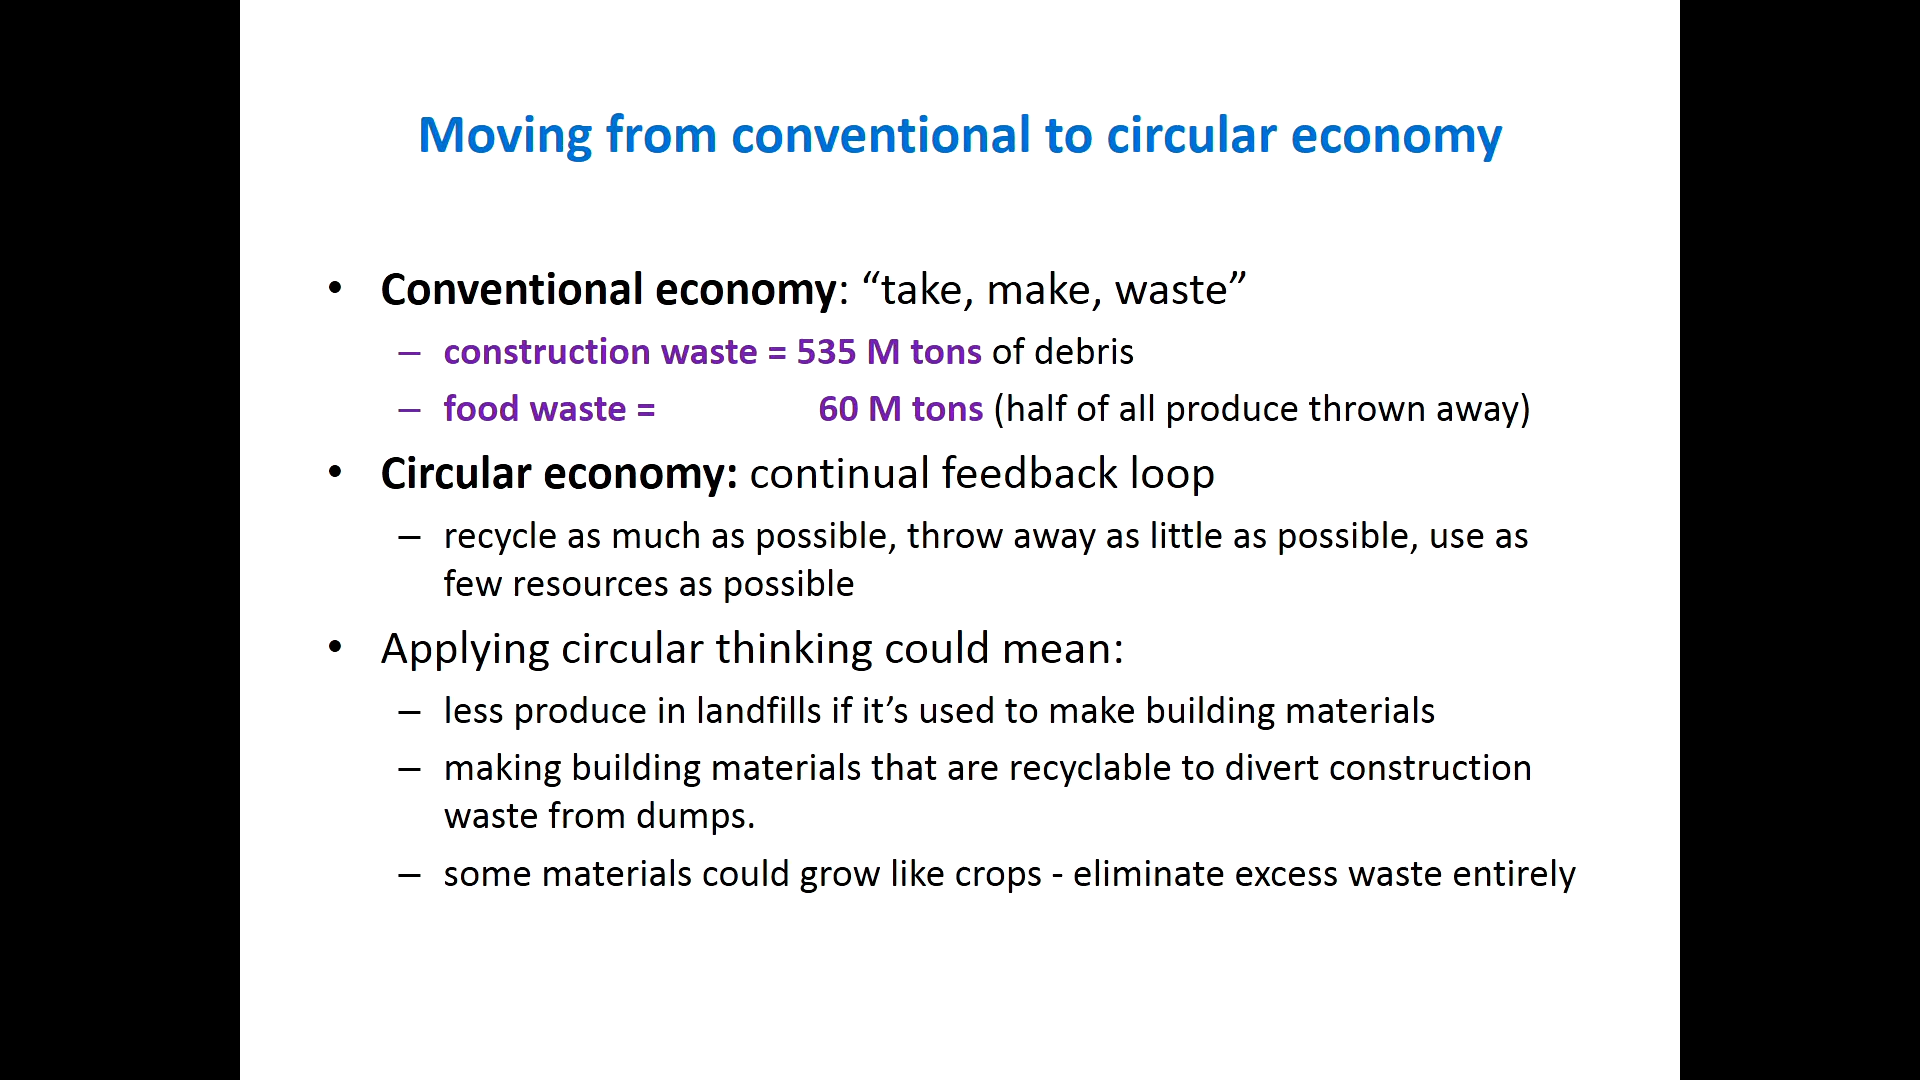 Moving from conventional to circular economy
• Conventional economy: “take, make, waste”
– construction waste = 535 M tons of debris
– food waste = 60 M tons (half of all produce thrown away)
• Circular economy: continual feedback loop
– recycle as much as possible, throw away as little as possible, use as
few resources as possible
• Applying circular thinking could mean:
– less produce in landfills if it’s used to make building materials
– making building materials that are recyclable to divert construction
waste from dumps.
– some materials could grow like crops - eliminate excess waste entirely